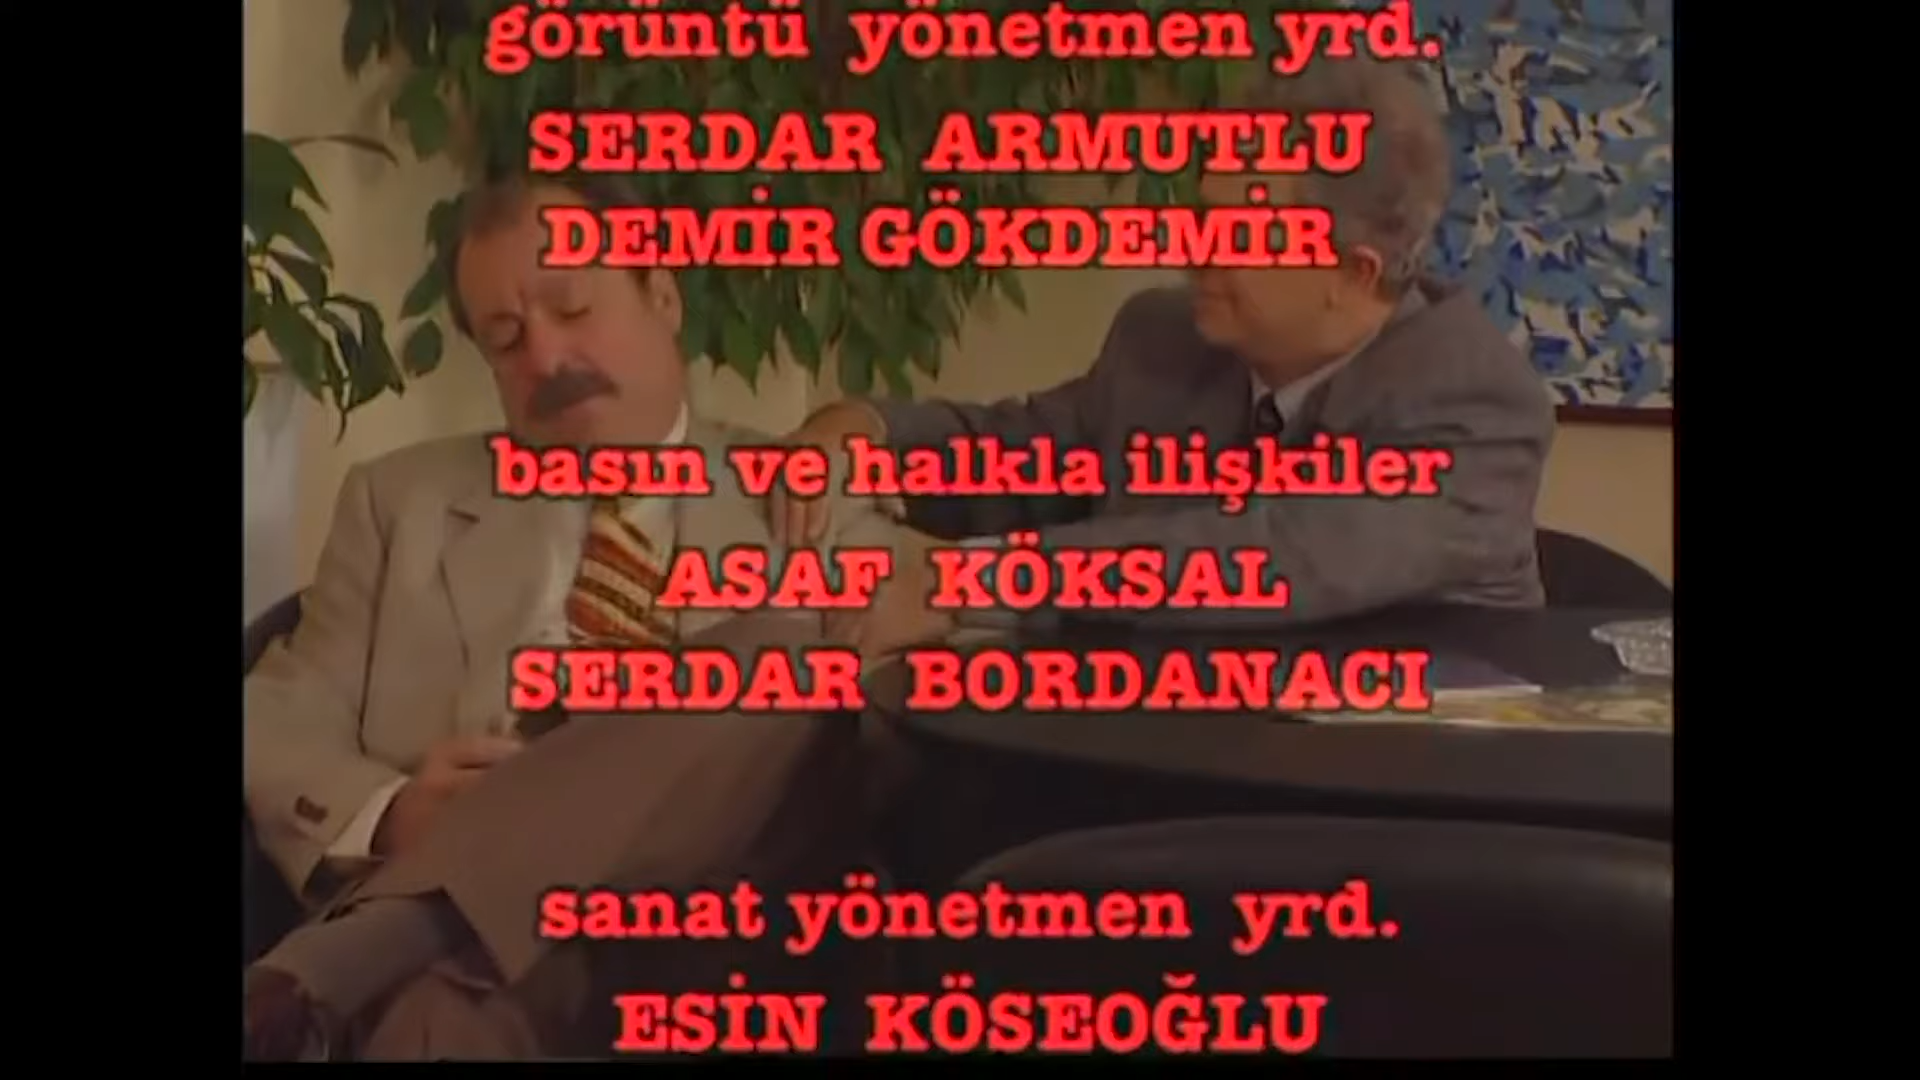 görüntü yönetmen yrd.
SERDAR ARMUTLU
DEMİR GÖKDEMİR
basın ve halkla ilişkiler
ASAF KÖKSAL
SERDAR BORDANACI
sanat yönetmen yrd.
ESİN KÖSEOĞLU